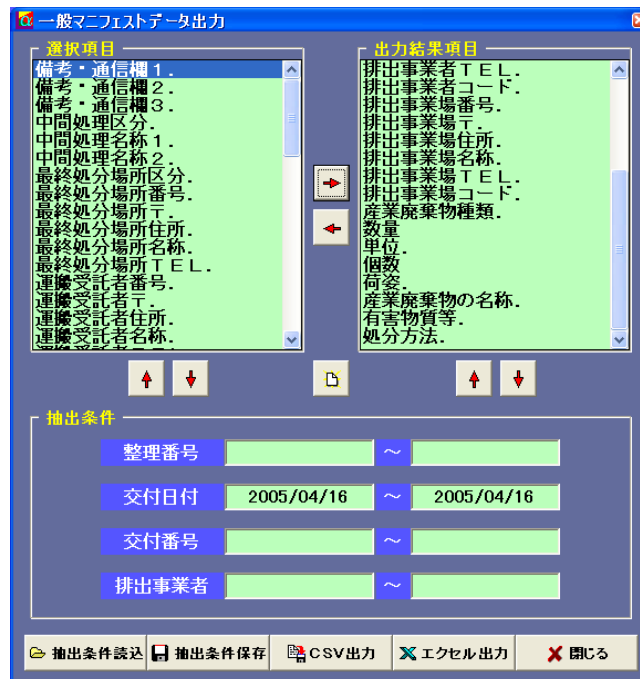 一般マニフェストデータ出力
選択項目
備考・通信欄1.
備考・通信欄2.
備考・通信欄3.
中間処理区分.
中間処理名称1.
中間処理名称2.
最終処分場所区分.
最終処分場所番号.
最終処分場所〒.
最終処分場所住所.
最終処分場所名称.
最終処分場所TEL.
運搬受託者番号.
運搬受託者〒.
運搬受託者住所.
運搬受託者名称.
出力結果項目
排出事業者TEL.
排出事業者コード.
排出事業場番号.
排出事業場〒.
排出事業場住所.
排出事業場名称.
排出事業場TEL.
排出事業場コード.
産業廃棄物種類.
数量
単位.
個数
荷姿.
産業廃棄物の名称.
有害物質等.
処分方法.
抽出条件
整理番号 ~
交付日付 2005/04/16 ~ 2005/04/16
交付番号 ~
排出事業者 ~
抽出条件読込 抽出条件保存 CSV出力 エクセル出力 閉じる